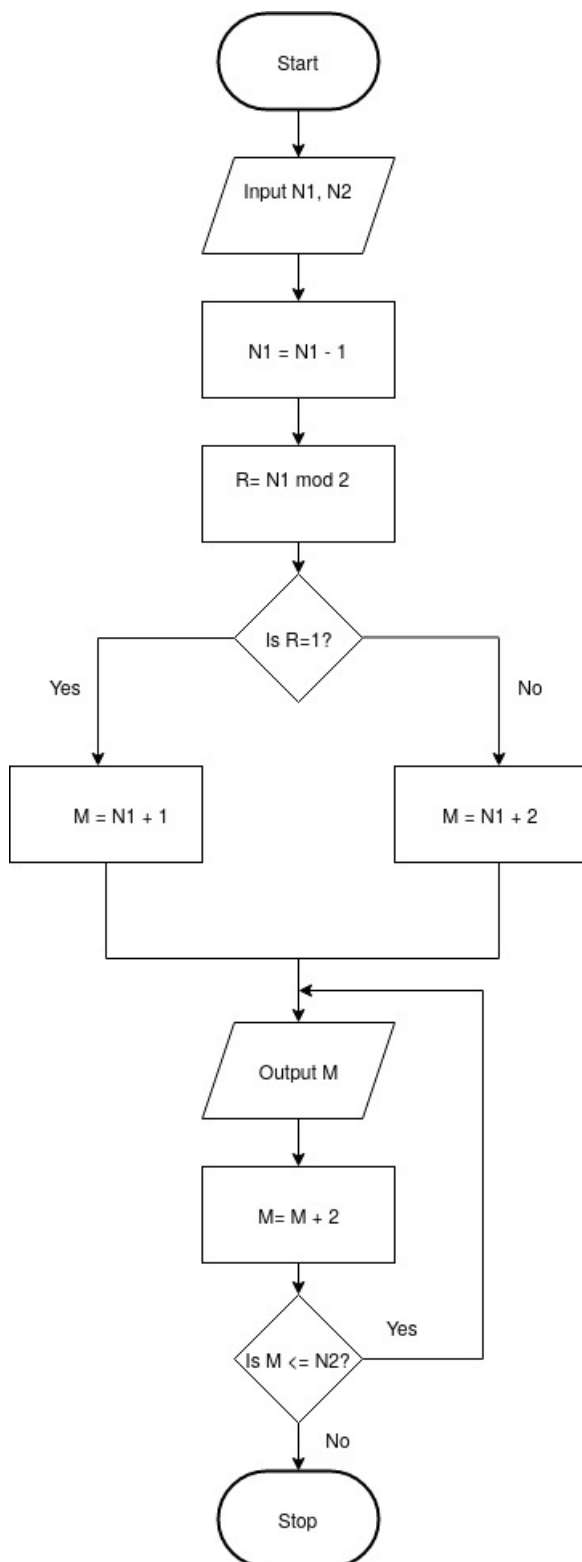 Start
Input N1, N2
N1 = N1 - 1
R= N1 mod 2
Is R=1?
Yes
No
M = N1 + 1
M = N1 + 2
Output M
M= M + 2
Is M <= N2?
Yes
No
Stop